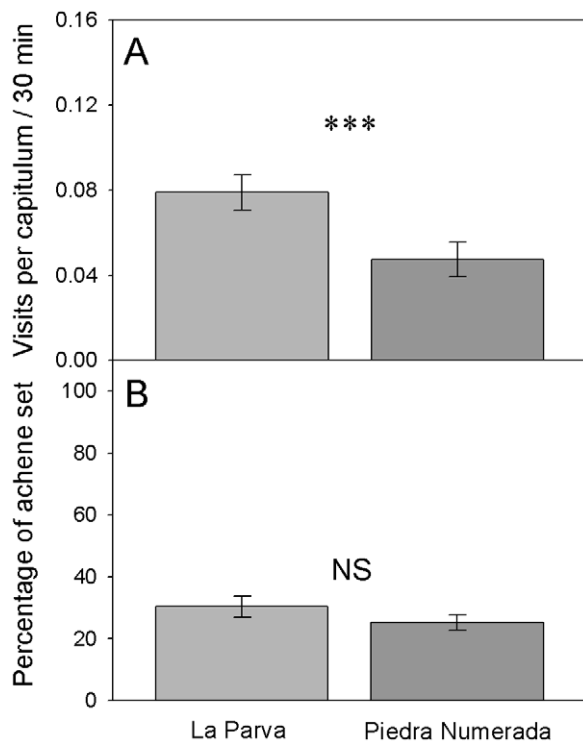 Visits per capitulum / 30 min
0.16
0.12
0.08
0.04
0.00
A
***
Percentage of achene set
100
80
60
40
20
0
B
NS
La Parva
Piedra Numerada